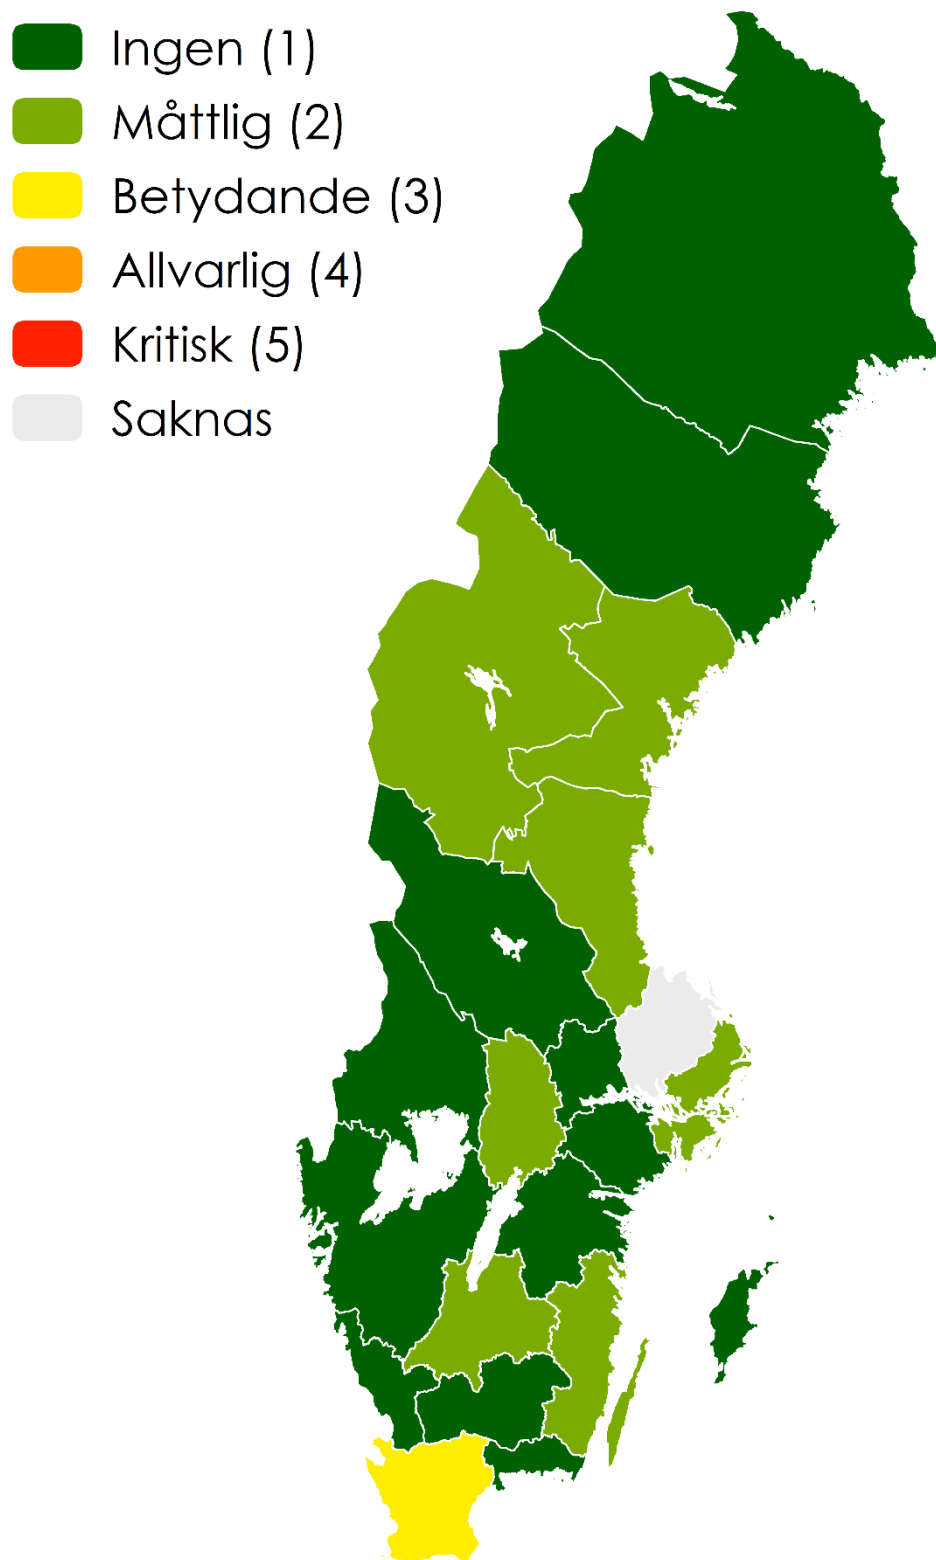 Ingen (1)
Måttlig (2)
Betydande (3)
Allvarlig (4)
Kritisk (5)
Saknas